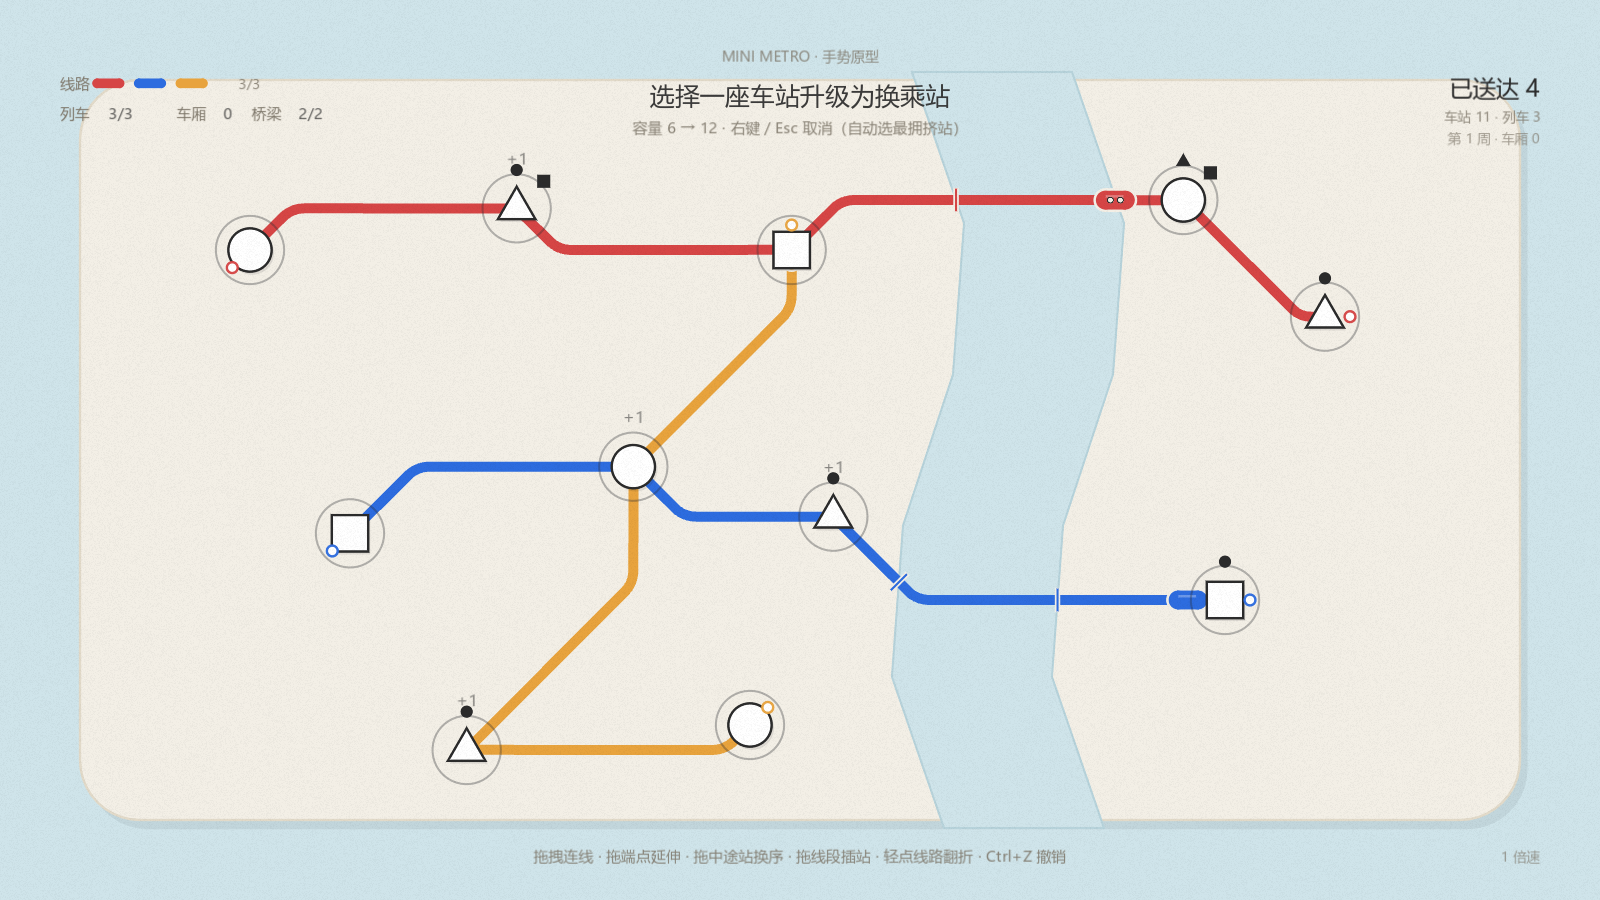 MINI METRO · 手势原型
线路 3/3
列车 3/3 车厢 0 桥梁 2/2
选择一座车站升级为换乘站
容量 6 → 12 · 右键 / Esc 取消（自动选最拥挤站）
已送达 4
车站 11 · 列车 3
第 1 周 · 车厢 0
+1
+1
+1
+1
拖拽连线 · 拖端点延伸 · 拖中途站换序 · 拖线段插站 · 轻点线路翻折 · Ctrl+Z 撤销
1 倍速